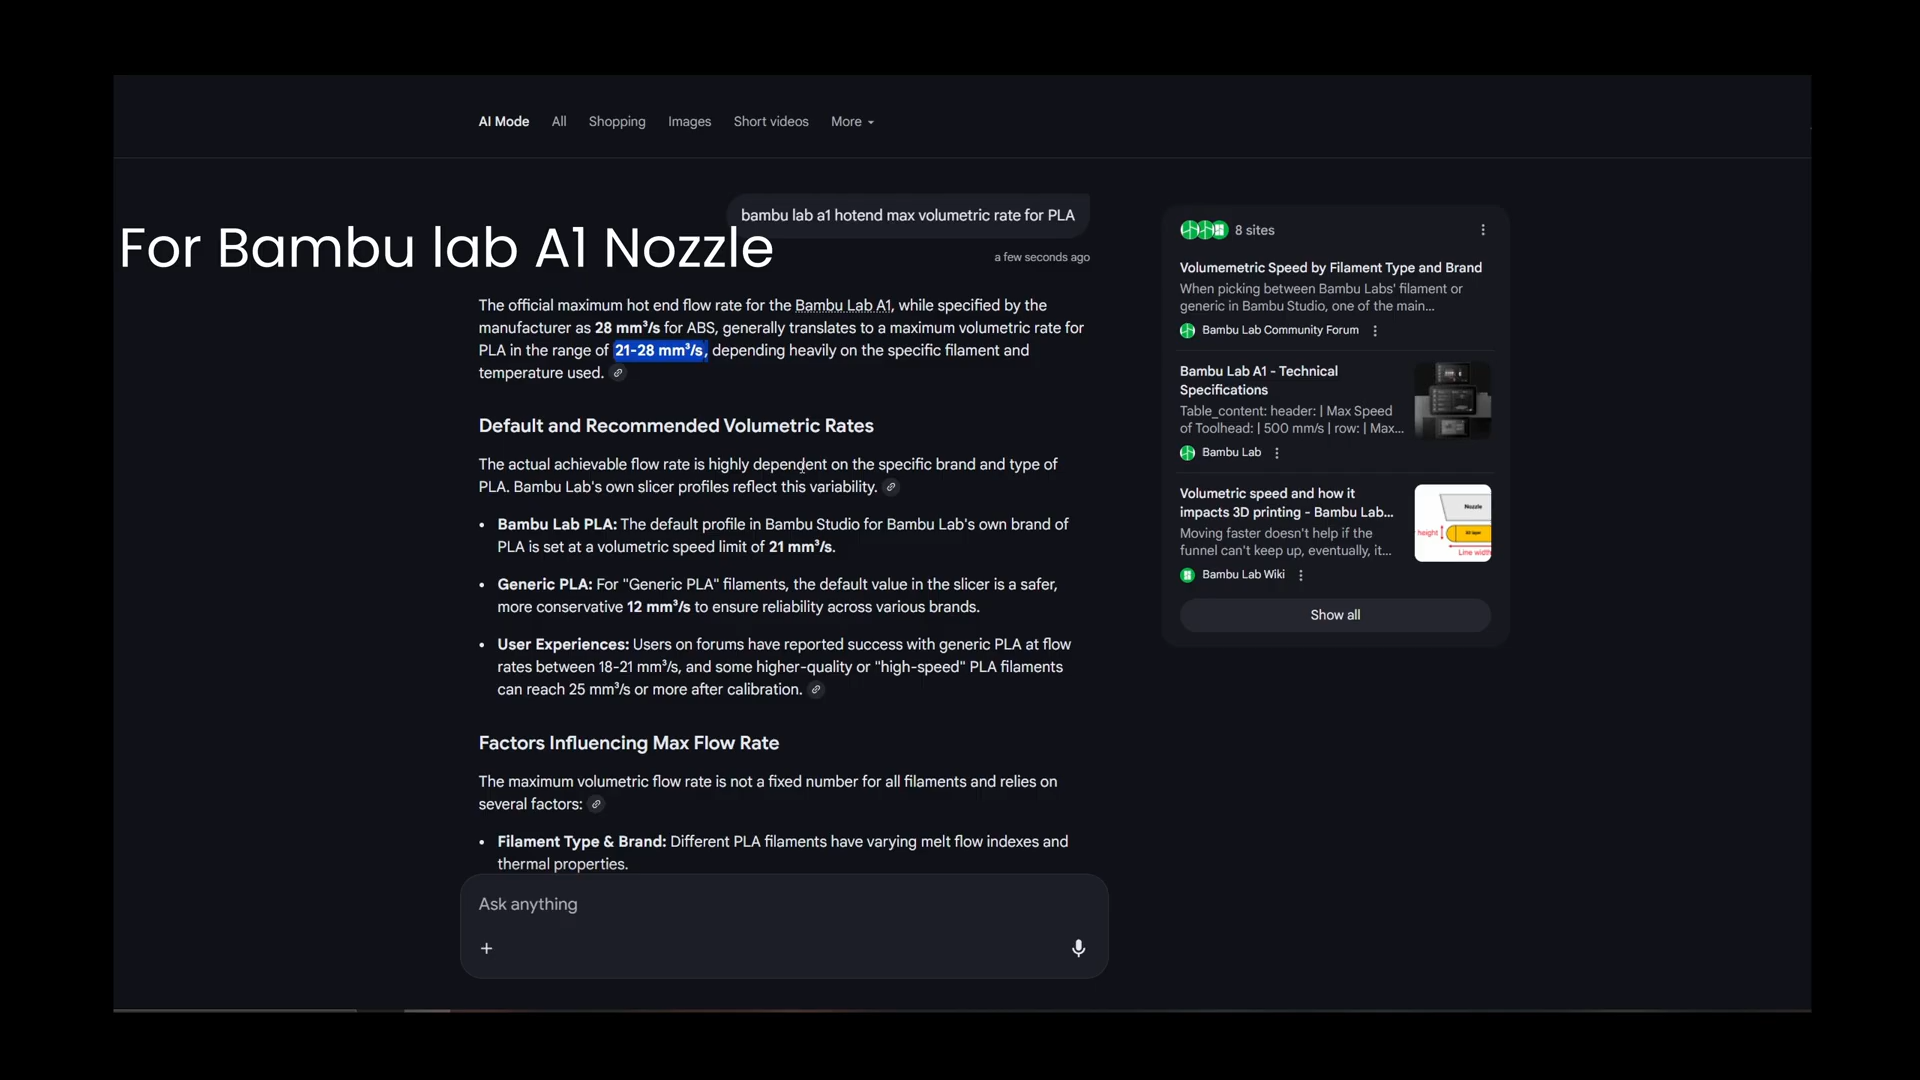 AI Mode All Shopping Images Short videos More
bambu lab a1 hotend max volumetric rate for PLA
For Bambu lab A1 Nozzle
a few seconds ago
The official maximum hot end flow rate for the Bambu Lab A1, while specified by the
manufacturer as 28 mm³/s for ABS, generally translates to a maximum volumetric rate for
PLA in the range of 21-28 mm³/s, depending heavily on the specific filament and
temperature used.
Default and Recommended Volumetric Rates
The actual achievable flow rate is highly dependent on the specific brand and type of
PLA. Bambu Lab's own slicer profiles reflect this variability.
• Bambu Lab PLA: The default profile in Bambu Studio for Bambu Lab's own brand of
PLA is set at a volumetric speed limit of 21 mm³/s.
• Generic PLA: For "Generic PLA" filaments, the default value in the slicer is a safer,
more conservative 12 mm³/s to ensure reliability across various brands.
• User Experiences: Users on forums have reported success with generic PLA at flow
rates between 18-21 mm³/s, and some higher-quality or "high-speed" PLA filaments
can reach 25 mm³/s or more after calibration.
Factors Influencing Max Flow Rate
The maximum volumetric flow rate is not a fixed number for all filaments and relies on
several factors:
• Filament Type & Brand: Different PLA filaments have varying melt flow indexes and
thermal properties.
Ask anything
8 sites
Volumemetric Speed by Filament Type and Brand
When picking between Bambu Labs' filament or
generic in Bambu Studio, one of the main...
Bambu Lab Community Forum
Bambu Lab A1 - Technical
Specifications
Table_content: header: | Max Speed
of Toolhead: | 500 mm/s | row: | Max...
Bambu Lab
Volumetric speed and how it
impacts 3D printing - Bambu Lab...
Moving faster doesn't help if the
funnel can't keep up, eventually, it...
Bambu Lab Wiki
Nozzle
height
Line width
Show all